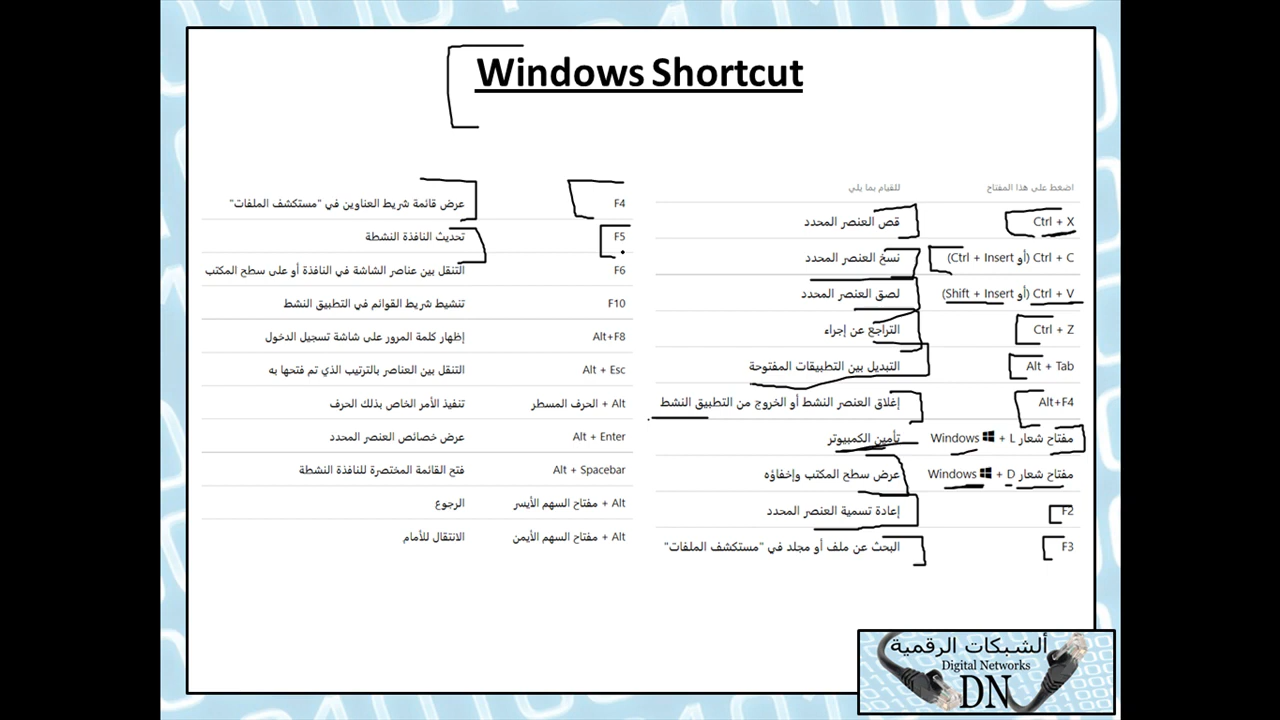 Windows Shortcut
اضغط على هذا المفتاح للقيام بما يلي
Ctrl + X قص العنصر المحدد
Ctrl + C (أو Ctrl + Insert) نسخ العنصر المحدد
Ctrl + V (أو Shift + Insert) لصق العنصر المحدد
Ctrl + Z التراجع عن إجراء
Alt + Tab التبديل بين التطبيقات المفتوحة
Alt+F4 إغلاق العنصر النشط أو الخروج من التطبيق النشط
مفتاح شعار Windows + L تأمين الكمبيوتر
مفتاح شعار Windows + D عرض سطح المكتب وإخفاؤه
F2 إعادة تسمية العنصر المحدد
F3 البحث عن ملف أو مجلد في "مستكشف الملفات"
F4 عرض قائمة شريط العناوين في "مستكشف الملفات"
F5 تحديث النافذة النشطة
F6 التنقل بين عناصر الشاشة في النافذة أو على سطح المكتب
F10 تنشيط شريط القوائم في التطبيق النشط
Alt+F8 إظهار كلمة المرور على شاشة تسجيل الدخول
Alt + Esc التنقل بين العناصر بالترتيب الذي تم فتحها به
Alt + الحرف المسطر تنفيذ الأمر الخاص بذلك الحرف
Alt + Enter عرض خصائص العنصر المحدد
Alt + Spacebar فتح القائمة المختصرة للنافذة النشطة
Alt + مفتاح السهم الأيسر الرجوع
Alt + مفتاح السهم الأيمن الانتقال للأمام
ألشبكات الرقمية
Digital Networks
DN